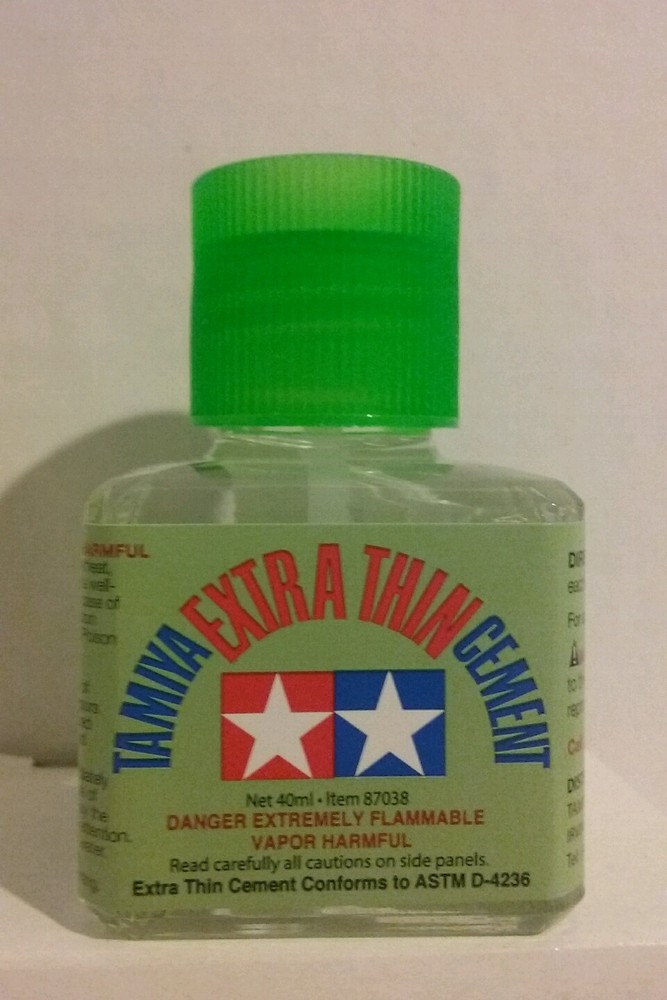 TAMIYA EXTRA THIN CEMENT
Net 40ml • Item 87038
DANGER EXTREMELY FLAMMABLE
VAPOR HARMFUL
Read carefully all cautions on side panels.
Extra Thin Cement Conforms to ASTM D-4236